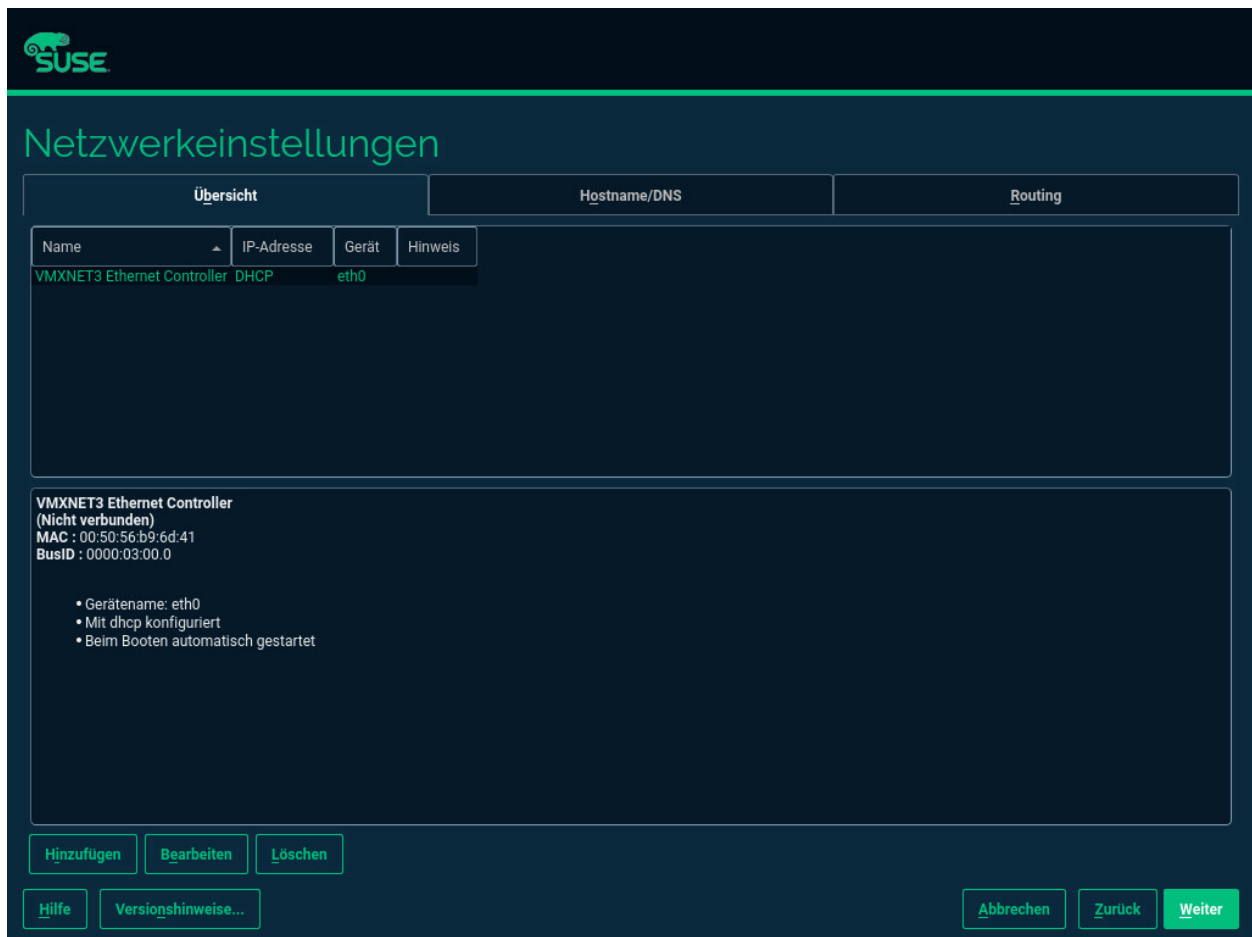 SUSE
Netzwerkeinstellungen
Übersicht Hostname/DNS Routing
Name IP-Adresse Gerät Hinweis
VMXNET3 Ethernet Controller DHCP eth0
VMXNET3 Ethernet Controller
(Nicht verbunden)
MAC : 00:50:56:b9:6d:41
BusID : 0000:03:00.0
• Gerätename: eth0
• Mit dhcp konfiguriert
• Beim Booten automatisch gestartet
Hinzufügen Bearbeiten Löschen
Hilfe Versionshinweise... Abbrechen Zurück Weiter